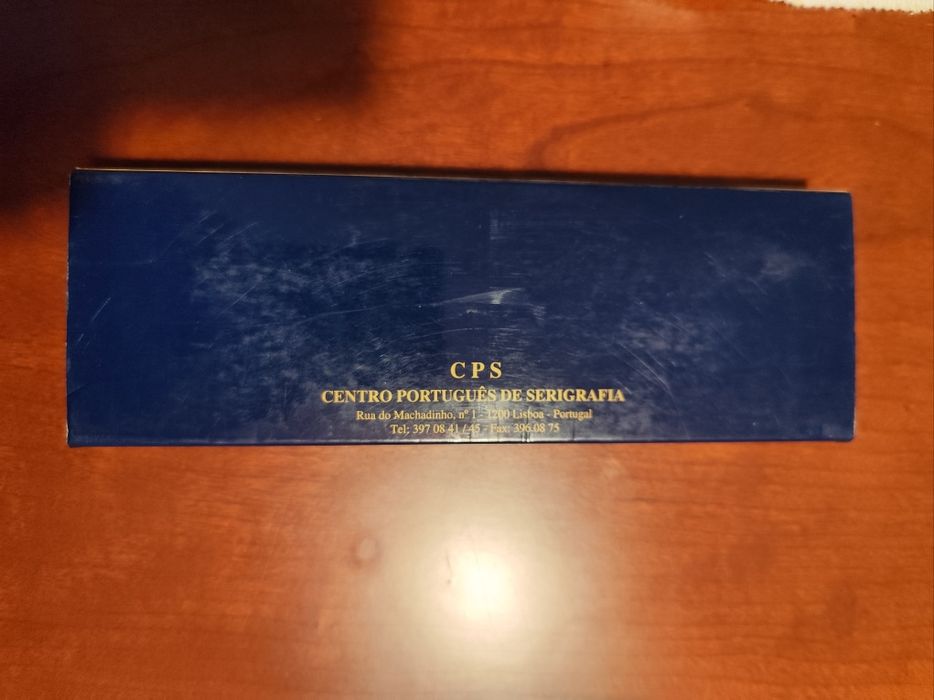 CPS
CENTRO PORTUGUÊS DE SERIGRAFIA
Rua do Machadinho, nº 1 - 1200 Lisboa - Portugal
Tel: 397 08 41 / 45 - Fax: 396 08 75